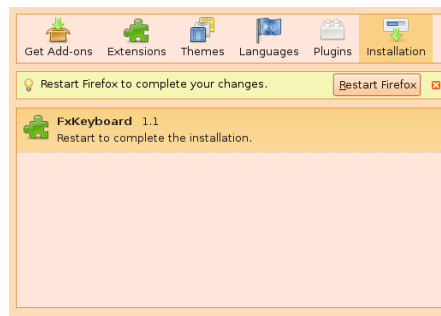 Get Add-ons Extensions Themes Languages Plugins Installation
Restart Firefox to complete your changes. Restart Firefox
FxKeyboard 1.1
Restart to complete the installation.